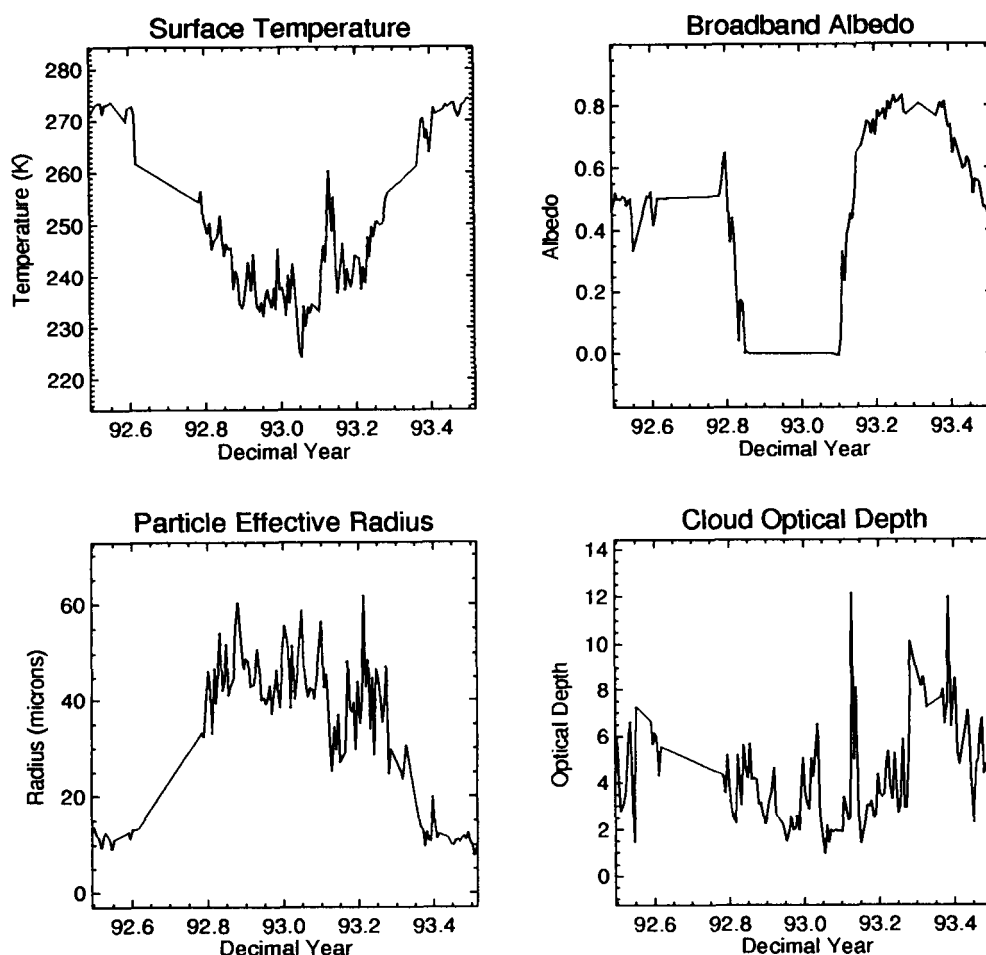 Surface Temperature
280
270
260
250
240
230
220
Temperature (K)
92.6 92.8 93.0 93.2 93.4
Decimal Year
Broadband Albedo
0.8
0.4
0.0
Albedo
92.6 92.8 93.0 93.2 93.4
Decimal Year
Particle Effective Radius
60
40
20
0
Radius (microns)
92.6 92.8 93.0 93.2 93.4
Decimal Year
Cloud Optical Depth
14
12
10
8
6
4
2
0
Optical Depth
92.6 92.8 93.0 93.2 93.4
Decimal Year